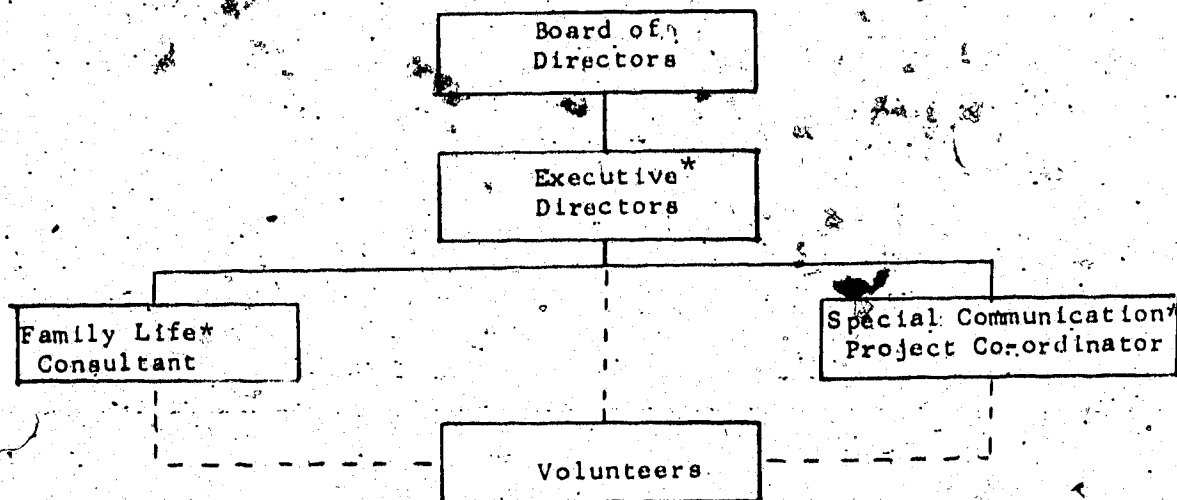 Board of
Directors
Executive*
Directors
Family Life*
Consultant
Special Communication*
Project Co-ordinator
Volunteers